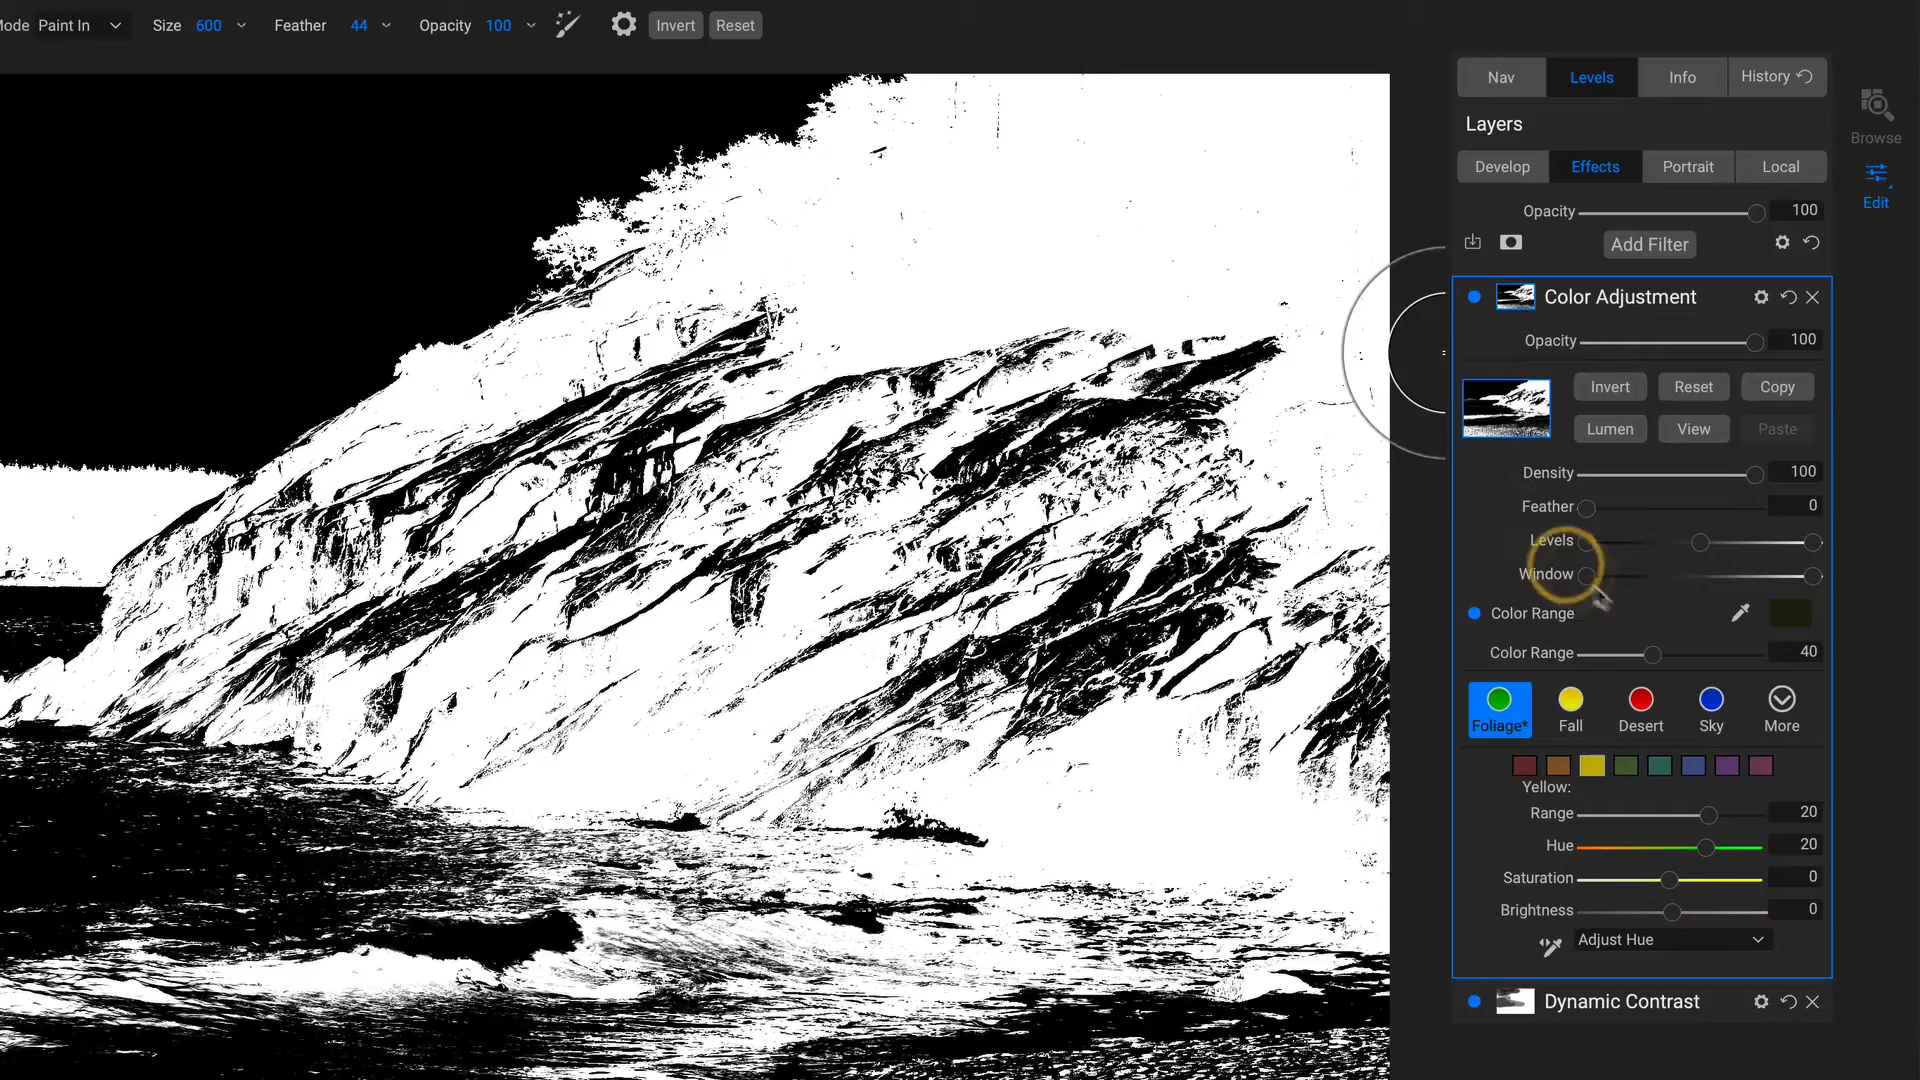 Mode Paint In Size 600 Feather 44 Opacity 100 Invert Reset
Nav Levels Info History
Browse
Layers
Develop Effects Portrait Local
Edit
Opacity 100
Add Filter
Color Adjustment
Opacity 100
Invert Reset Copy
Lumen View Paste
Density 100
Feather 0
Levels
Window
Color Range
Color Range 40
Foliage* Fall Desert Sky More
Yellow:
Range 20
Hue 20
Saturation 0
Brightness 0
Adjust Hue
Dynamic Contrast